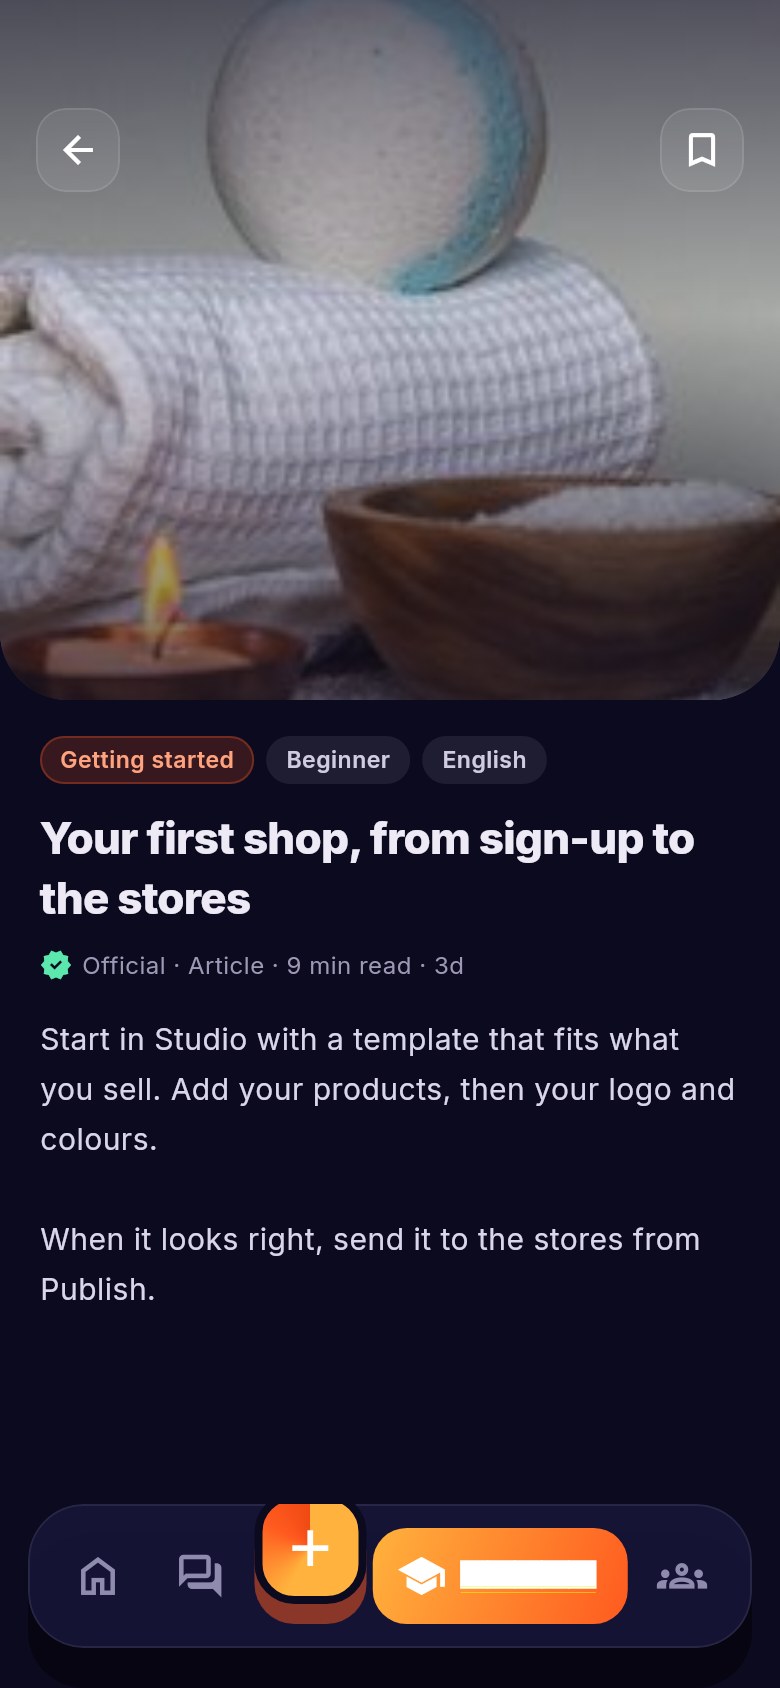 Getting started Beginner English
Your first shop, from sign-up to
the stores
Official · Article · 9 min read · 3d
Start in Studio with a template that fits what
you sell. Add your products, then your logo and
colours.
When it looks right, send it to the stores from
Publish.